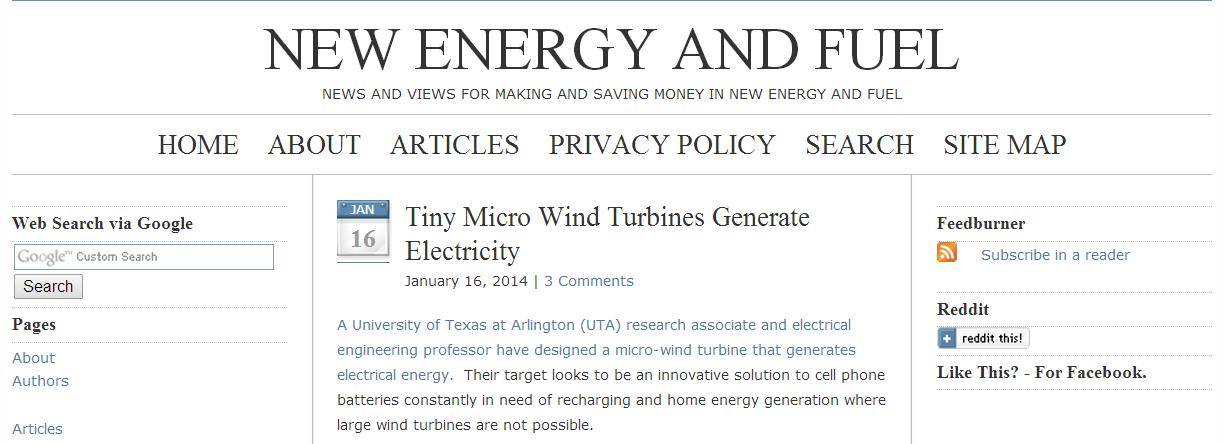 NEW ENERGY AND FUEL
NEWS AND VIEWS FOR MAKING AND SAVING MONEY IN NEW ENERGY AND FUEL
HOME ABOUT ARTICLES PRIVACY POLICY SEARCH SITE MAP
Web Search via Google
Google™ Custom Search
Search
Pages
About
Authors
Articles
JAN
16
Tiny Micro Wind Turbines Generate
Electricity
January 16, 2014 | 3 Comments
A University of Texas at Arlington (UTA) research associate and electrical
engineering professor have designed a micro-wind turbine that generates
electrical energy. Their target looks to be an innovative solution to cell phone
batteries constantly in need of recharging and home energy generation where
large wind turbines are not possible.
Feedburner
Subscribe in a reader
Reddit
reddit this!
Like This? - For Facebook.